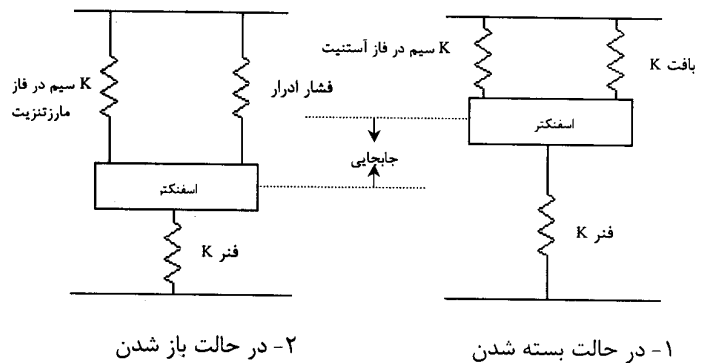 K سیم در فاز آستنیت
بافت K
اسفنکتر
فنر K
۱- در حالت بسته شدن
جابجایی
K سیم در فاز
مارزتنزیت
فشار ادرار
اسفنکتر
فنر K
۲- در حالت باز شدن